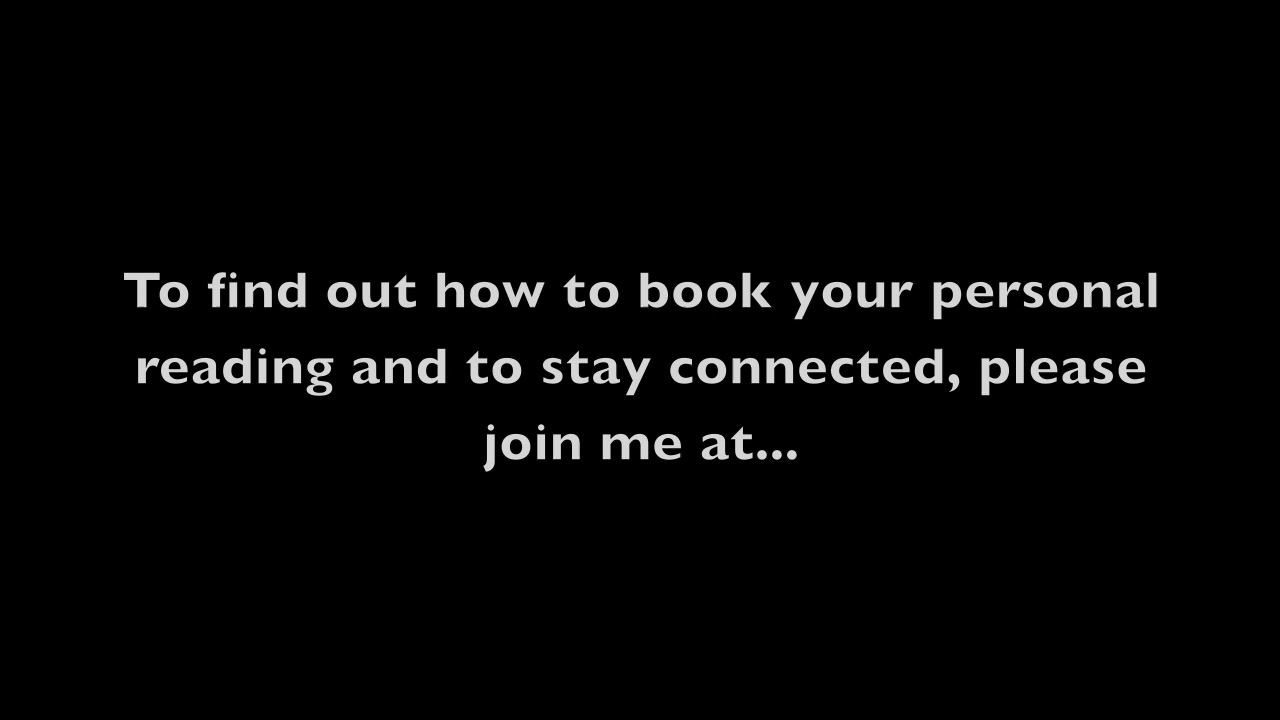 To find out how to book your personal
reading and to stay connected, please
join me at...